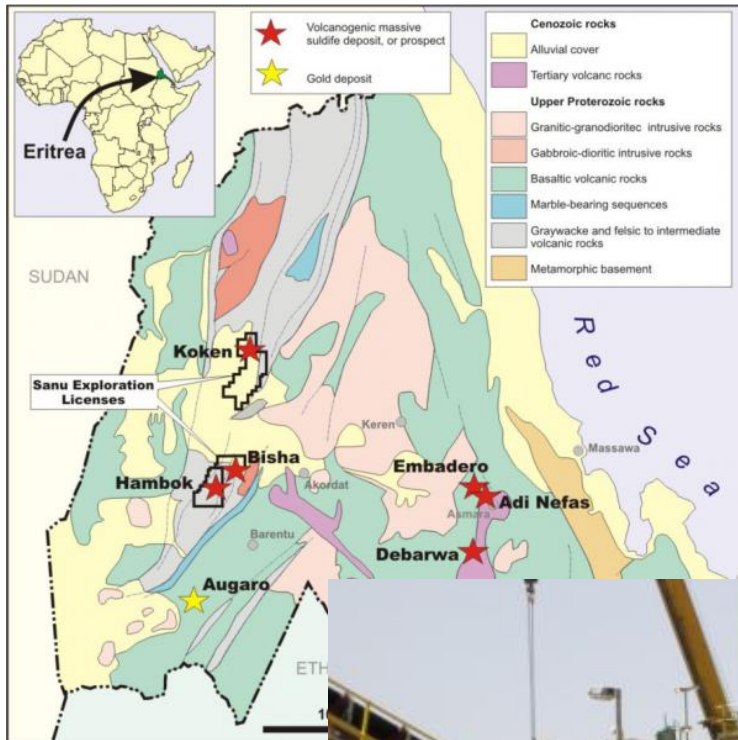 Eritrea
Volcanogenic massive
suldife deposit, or prospect
Gold deposit
Cenozoic rocks
Alluvial cover
Tertiary volcanc rocks
Upper Proterozoic rocks
Granitic-granodioritec intrusive rocks
Gabbroic-dioritic intrusive rocks
Basaltic volcanic rocks
Marble-bearing sequences
Graywacke and felsic to intermediate
volcanic rocks
Metamorphic basement
SUDAN
Red Sea
Koken
Sanu Exploration
Licenses
Keren
Massawa
Bisha
Hambok
Akordat
Embadero
Adi Nefas
Asmara
Barentu
Debarwa
Augaro
ETH